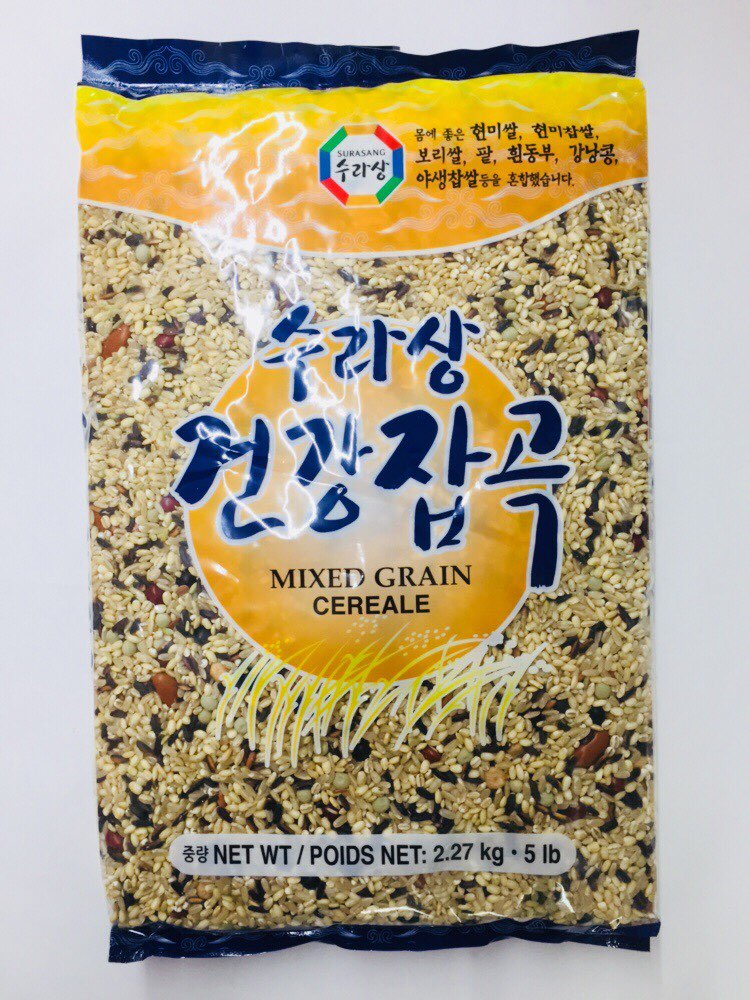 SURASANG
수라상
몸에 좋은 현미쌀, 현미찹쌀,
보리쌀, 팥, 흰동부, 강낭콩,
야생찹쌀등을 혼합했습니다.
수라상
건강잡곡
MIXED GRAIN
CEREALE
중량 NET WT / POIDS NET: 2.27 kg · 5 lb